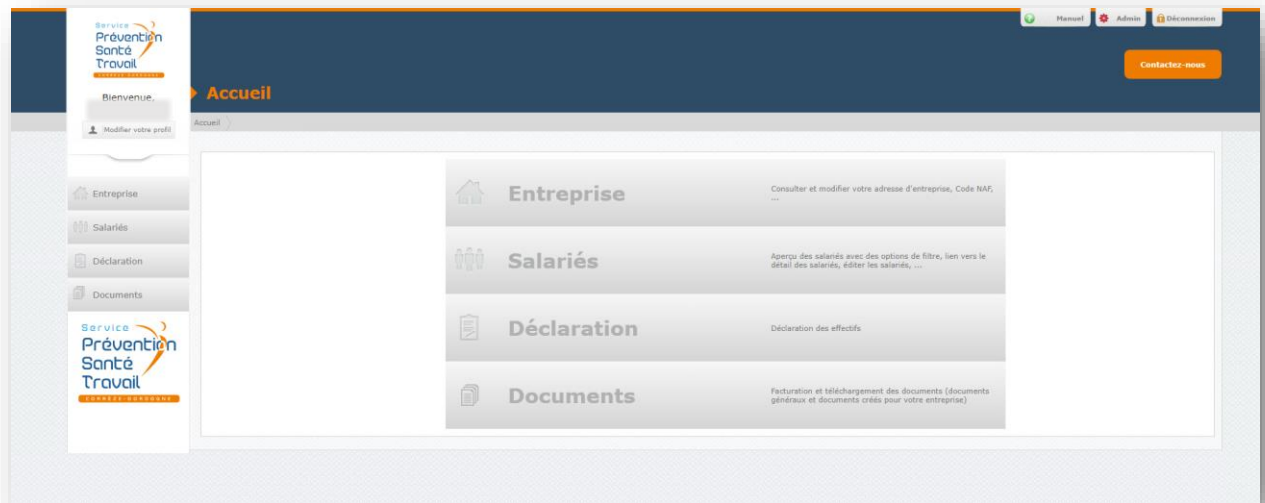 Manuel
Admin
Déconnexion
Service
Prévention
Santé
Travail
CORRÈZE-DORDOGNE
Contactez-nous
Bienvenue,
Accueil
Modifier votre profil
Accueil
Entreprise
Salariés
Déclaration
Documents
Service
Prévention
Santé
Travail
CORRÈZE-DORDOGNE
Entreprise
Consulter et modifier votre adresse d'entreprise, Code NAF,
...
Salariés
Aperçu des salariés avec des options de filtre, lien vers le
détail des salariés, éditer les salariés, ...
Déclaration
Déclaration des effectifs
Documents
Facturation et téléchargement des documents (documents
généraux et documents créés pour votre entreprise)